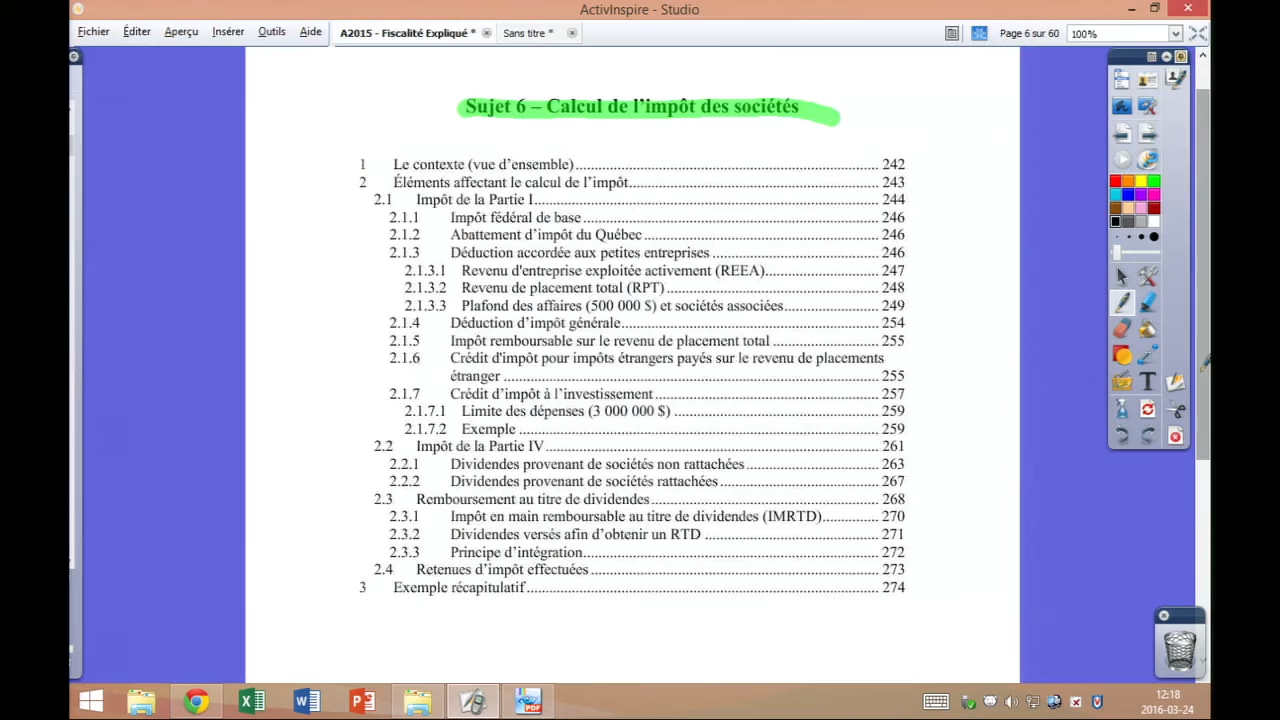 ActivInspire - Studio
Fichier Éditer Aperçu Insérer Outils Aide A2015 - Fiscalité Expliqué * Sans titre * Page 6 sur 60 100%
Sujet 6 – Calcul de l'impôt des sociétés
1 Le contexte (vue d'ensemble) 242
2 Éléments affectant le calcul de l'impôt 243
2.1 Impôt de la Partie I 244
2.1.1 Impôt fédéral de base 246
2.1.2 Abattement d'impôt du Québec 246
2.1.3 Déduction accordée aux petites entreprises 246
2.1.3.1 Revenu d'entreprise exploitée activement (REEA) 247
2.1.3.2 Revenu de placement total (RPT) 248
2.1.3.3 Plafond des affaires (500 000 $) et sociétés associées 249
2.1.4 Déduction d'impôt générale 254
2.1.5 Impôt remboursable sur le revenu de placement total 255
2.1.6 Crédit d'impôt pour impôts étrangers payés sur le revenu de placements
étranger 255
2.1.7 Crédit d'impôt à l'investissement 257
2.1.7.1 Limite des dépenses (3 000 000 $) 259
2.1.7.2 Exemple 259
2.2 Impôt de la Partie IV 261
2.2.1 Dividendes provenant de sociétés non rattachées 263
2.2.2 Dividendes provenant de sociétés rattachées 267
2.3 Remboursement au titre de dividendes 268
2.3.1 Impôt en main remboursable au titre de dividendes (IMRTD) 270
2.3.2 Dividendes versés afin d'obtenir un RTD 271
2.3.3 Principe d'intégration 272
2.4 Retenues d'impôt effectuées 273
3 Exemple récapitulatif 274
12:18
2016-03-24